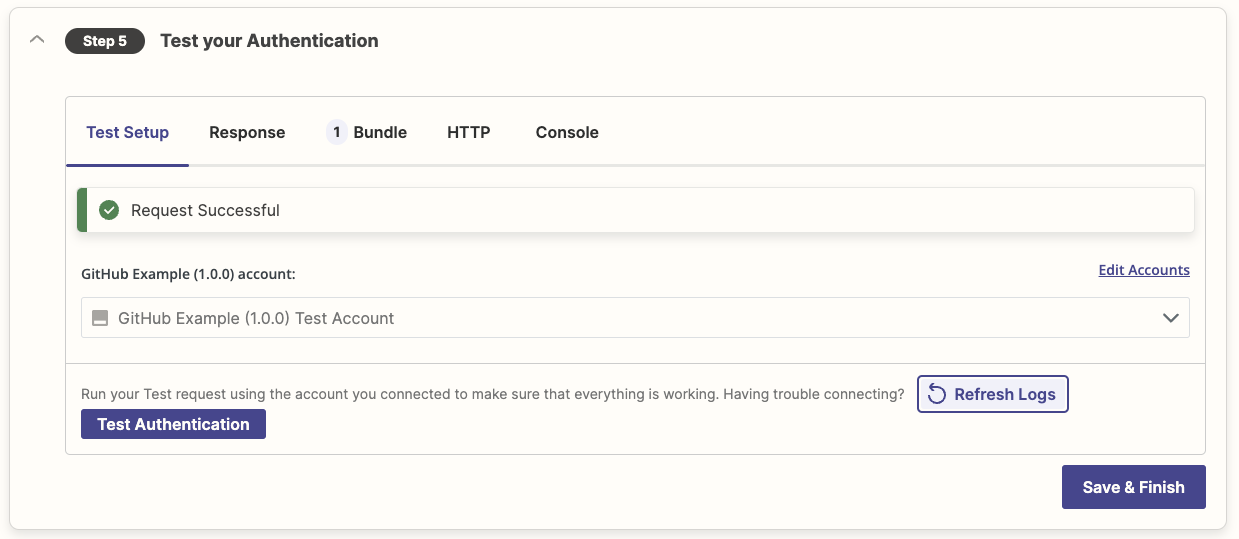 Step 5 Test your Authentication
Test Setup Response 1 Bundle HTTP Console
Request Successful
GitHub Example (1.0.0) account: Edit Accounts
GitHub Example (1.0.0) Test Account
Run your Test request using the account you connected to make sure that everything is working. Having trouble connecting? Refresh Logs
Test Authentication
Save & Finish